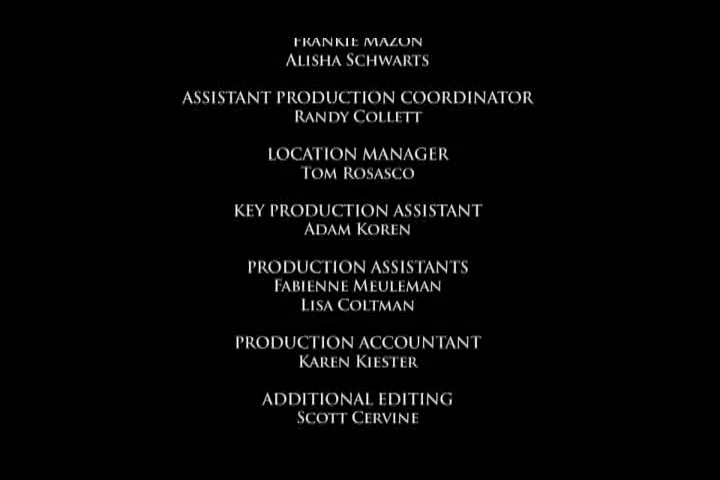 FRANKIE MAZON
ALISHA SCHWARTS
ASSISTANT PRODUCTION COORDINATOR
RANDY COLLETT
LOCATION MANAGER
TOM ROSASCO
KEY PRODUCTION ASSISTANT
ADAM KOREN
PRODUCTION ASSISTANTS
FABIENNE MEULEMAN
LISA COLTMAN
PRODUCTION ACCOUNTANT
KAREN KIESTER
ADDITIONAL EDITING
SCOTT CERVINE